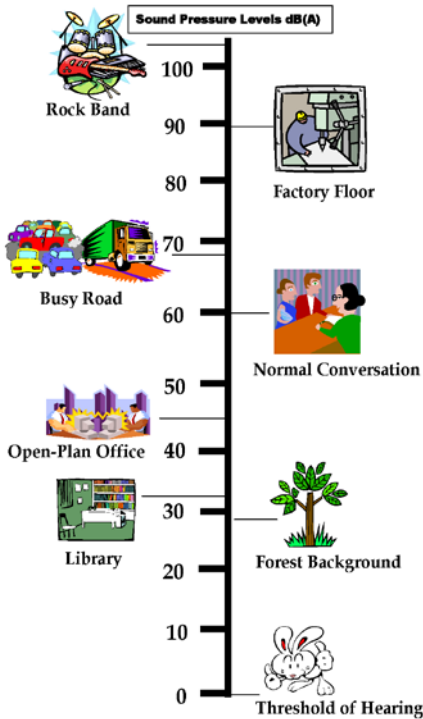 Sound Pressure Levels dB(A)
100
Rock Band
90
Factory Floor
80
70
Busy Road
60
Normal Conversation
50
Open-Plan Office
40
30
Library
Forest Background
20
10
0
Threshold of Hearing